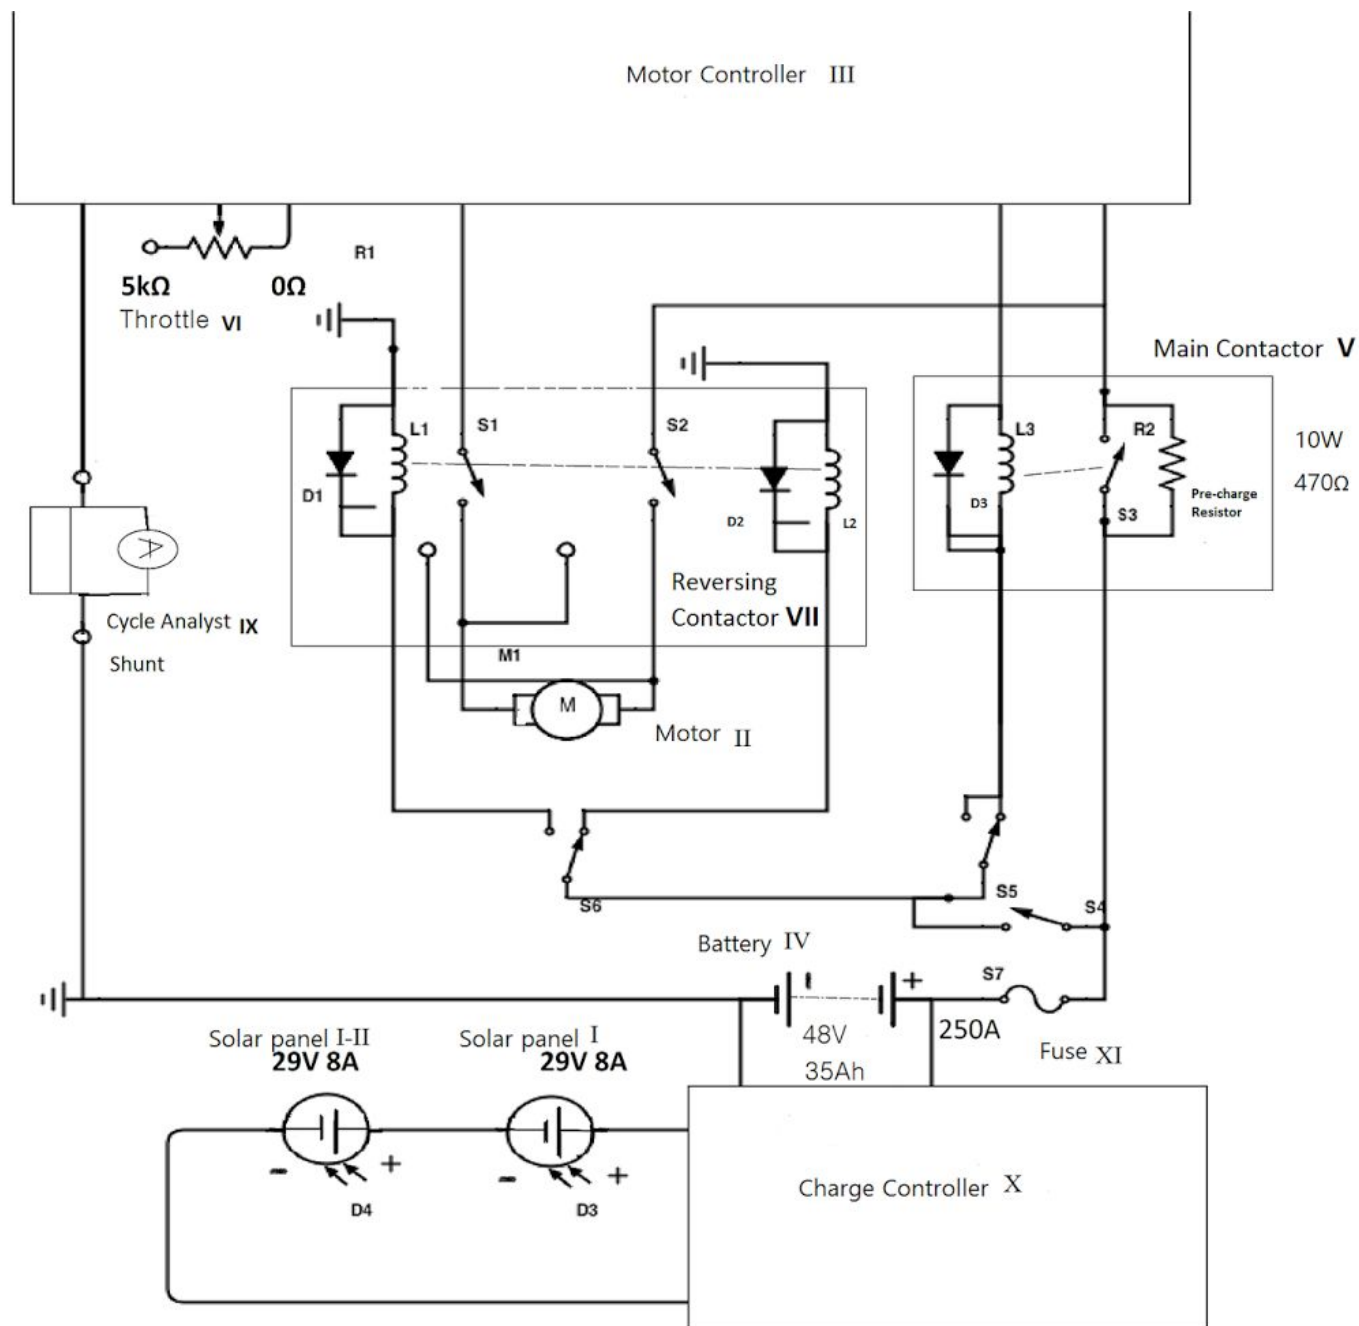 Motor Controller III
R1
5kΩ 0Ω
Throttle VI
Main Contactor V
L1
S1
S2
L3
R2
10W
470Ω
D1
D2
L2
D3
Pre-charge
Resistor
S3
A
Reversing
Contactor VII
Cycle Analyst IX
Shunt
M1
M
Motor II
S6
S5
S4
Battery IV
S7
- +
48V
35Ah
250A
Fuse XI
Solar panel I-II
29V 8A
Solar panel I
29V 8A
- +
- +
D4
D3
Charge Controller X